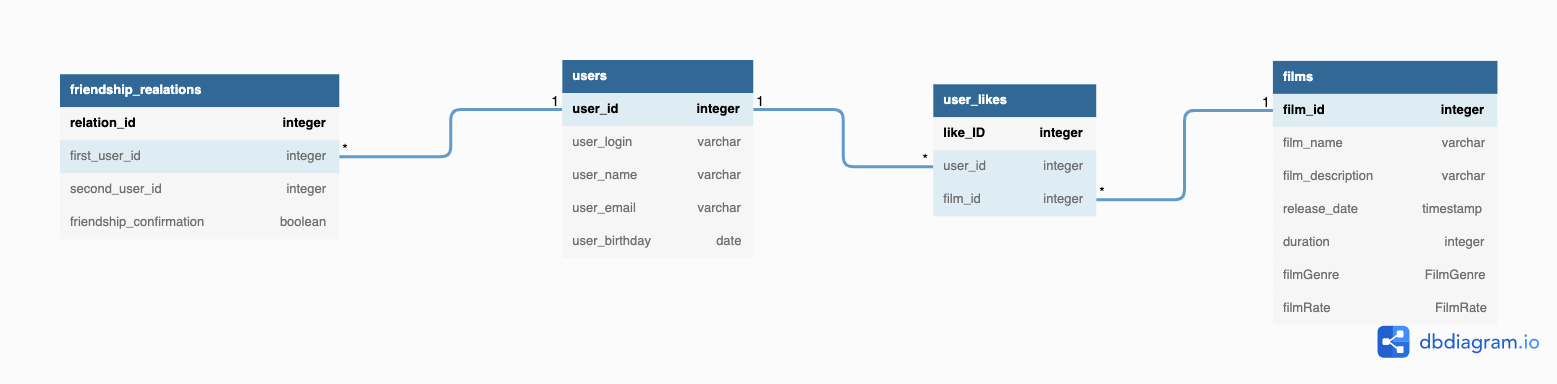 friendship_realations
relation_id integer
first_user_id integer
second_user_id integer
friendship_confirmation boolean
*
1
users
user_id integer
user_login varchar
user_name varchar
user_email varchar
user_birthday date
1
*
user_likes
like_ID integer
user_id integer
film_id integer
*
1
films
film_id integer
film_name varchar
film_description varchar
release_date timestamp
duration integer
filmGenre FilmGenre
filmRate FilmRate
dbdiagram.io